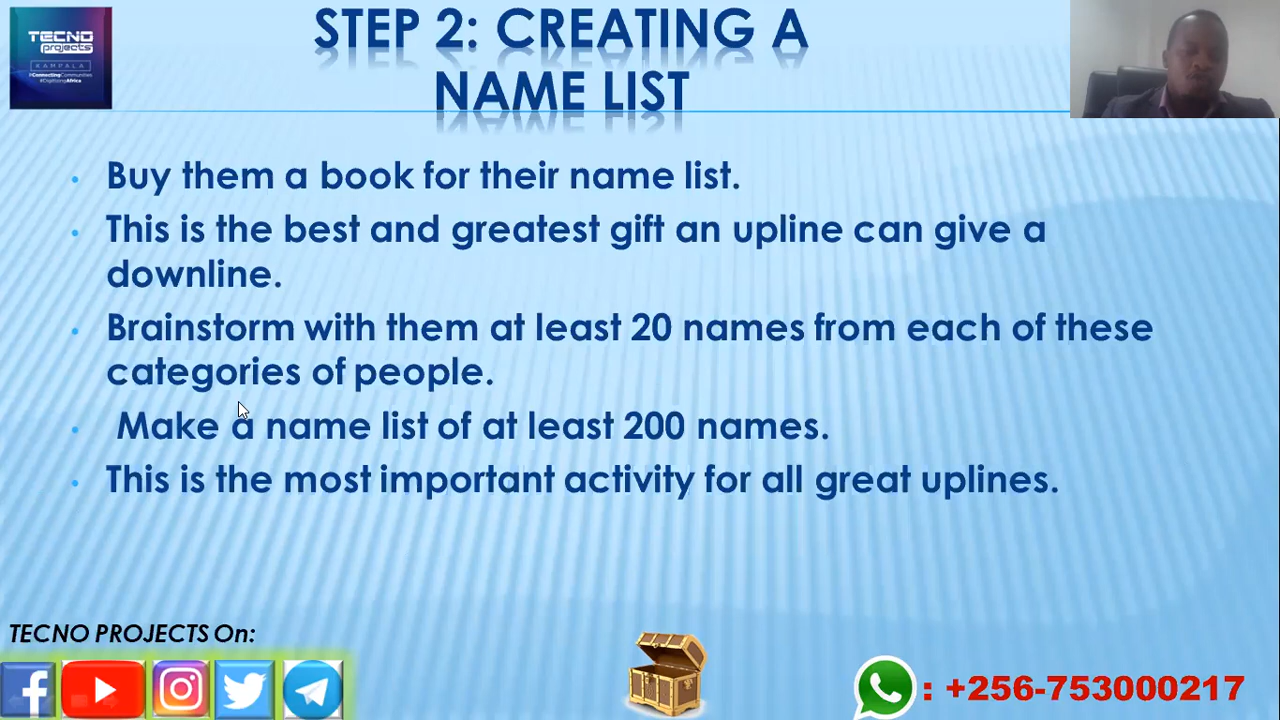 TECNO
projects
KAMPALA
#ConnectingCommunities
#DigitizingAfrica
STEP 2: CREATING A
NAME LIST
• Buy them a book for their name list.
• This is the best and greatest gift an upline can give a
downline.
• Brainstorm with them at least 20 names from each of these
categories of people.
• Make a name list of at least 200 names.
• This is the most important activity for all great uplines.
TECNO PROJECTS On:
: +256-753000217